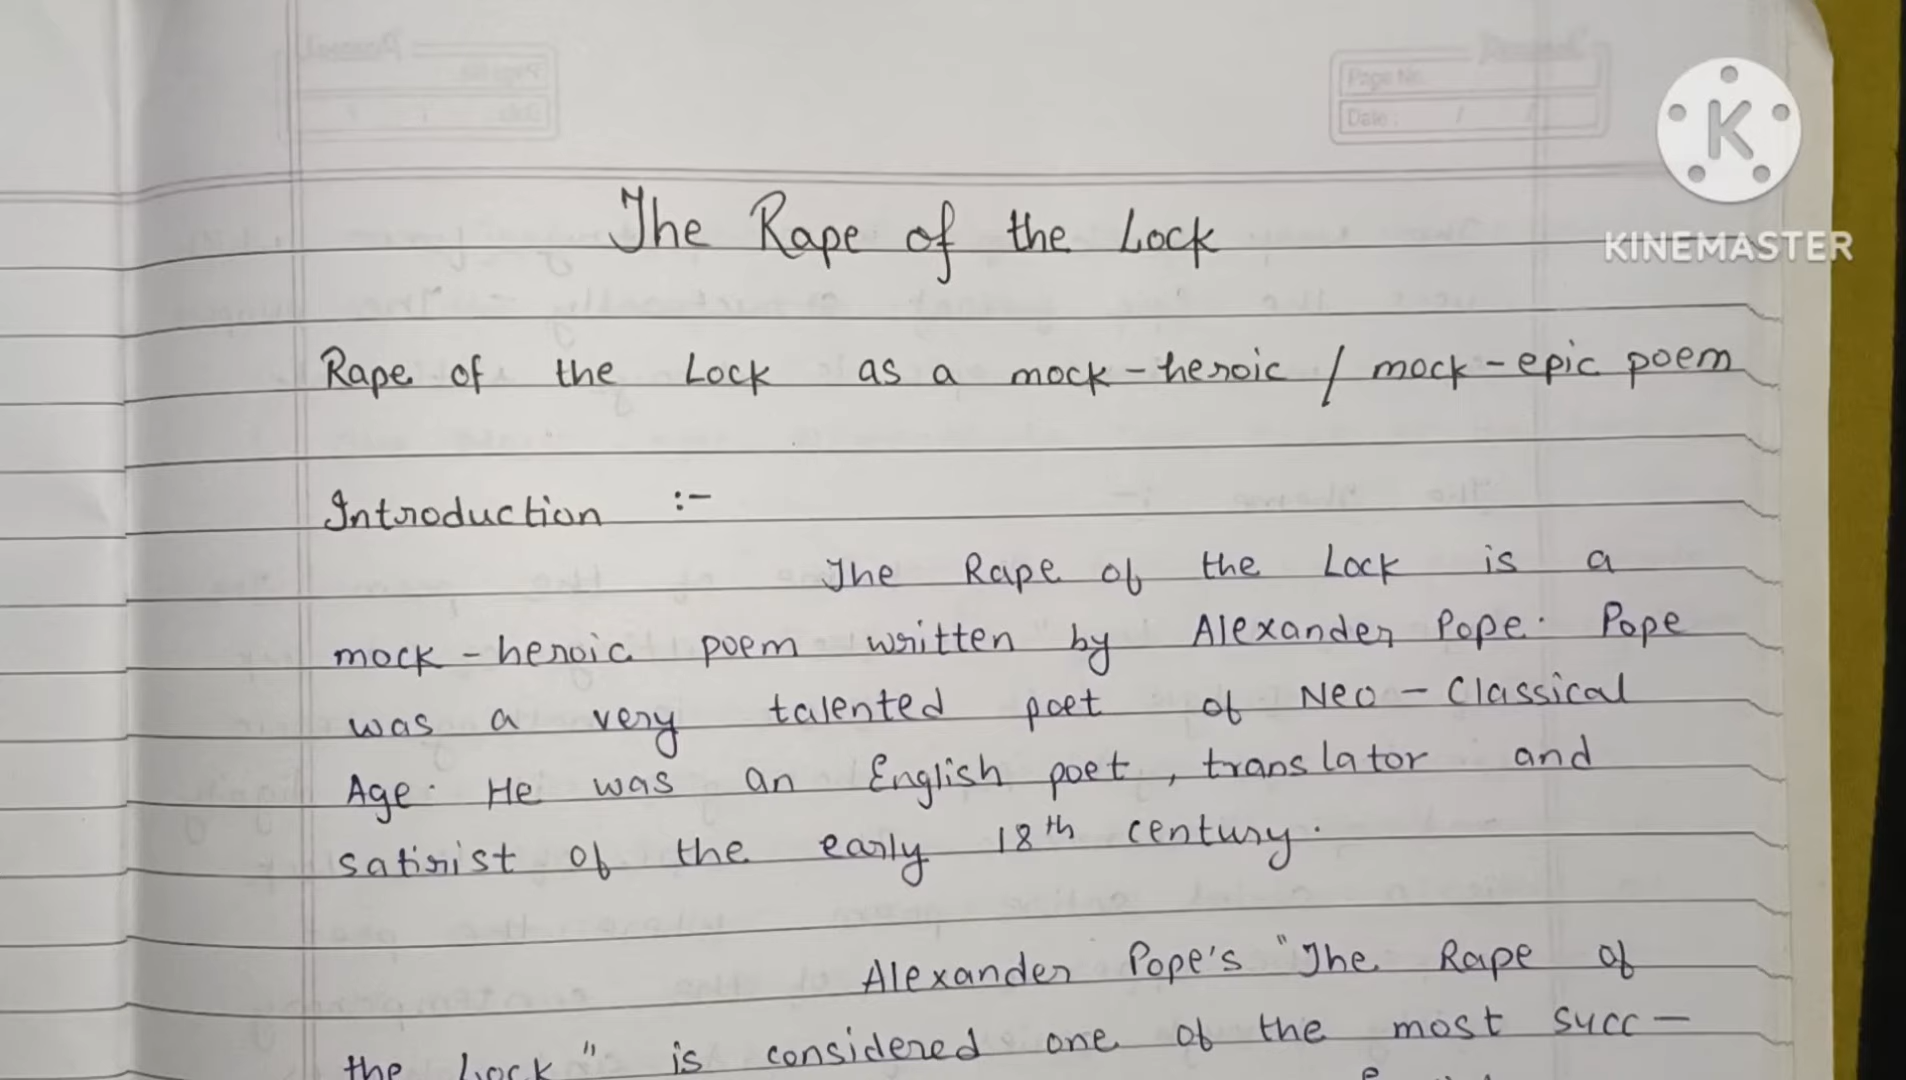 Page No.
Date : / /
K
KINEMASTER
The Rape of the Lock
Rape of the Lock as a mock-heroic / mock-epic poem
Introduction :-
The Rape of the Lock is a
mock-heroic poem written by Alexander Pope. Pope
was a very talented poet of Neo-Classical
Age. He was an English poet, translator and
satirist of the early 18th century.
Alexander Pope's "The Rape of
the Lock" is considered one of the most succ-